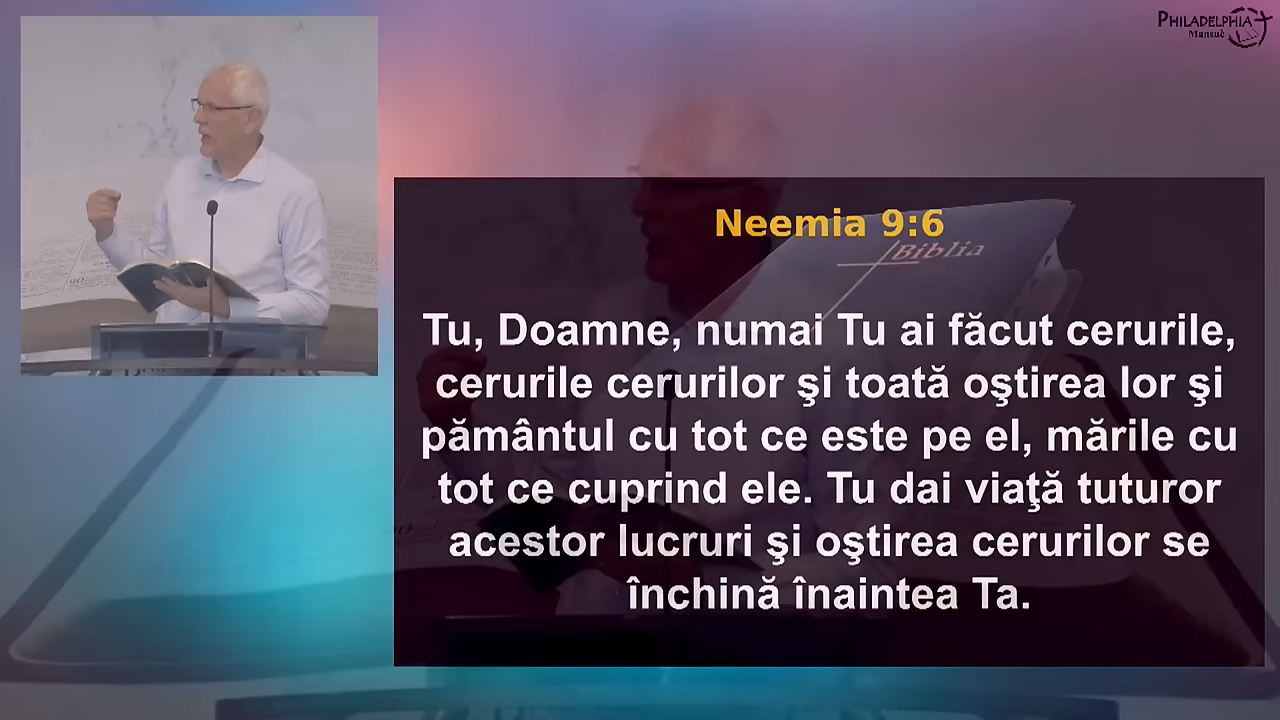 PHILADELPHIA
Mansuè
Neemia 9:6
Biblia
Tu, Doamne, numai Tu ai făcut cerurile,
cerurile cerurilor şi toată oştirea lor şi
pământul cu tot ce este pe el, mările cu
tot ce cuprind ele. Tu dai viaţă tuturor
acestor lucruri şi oştirea cerurilor se
închină înaintea Ta.